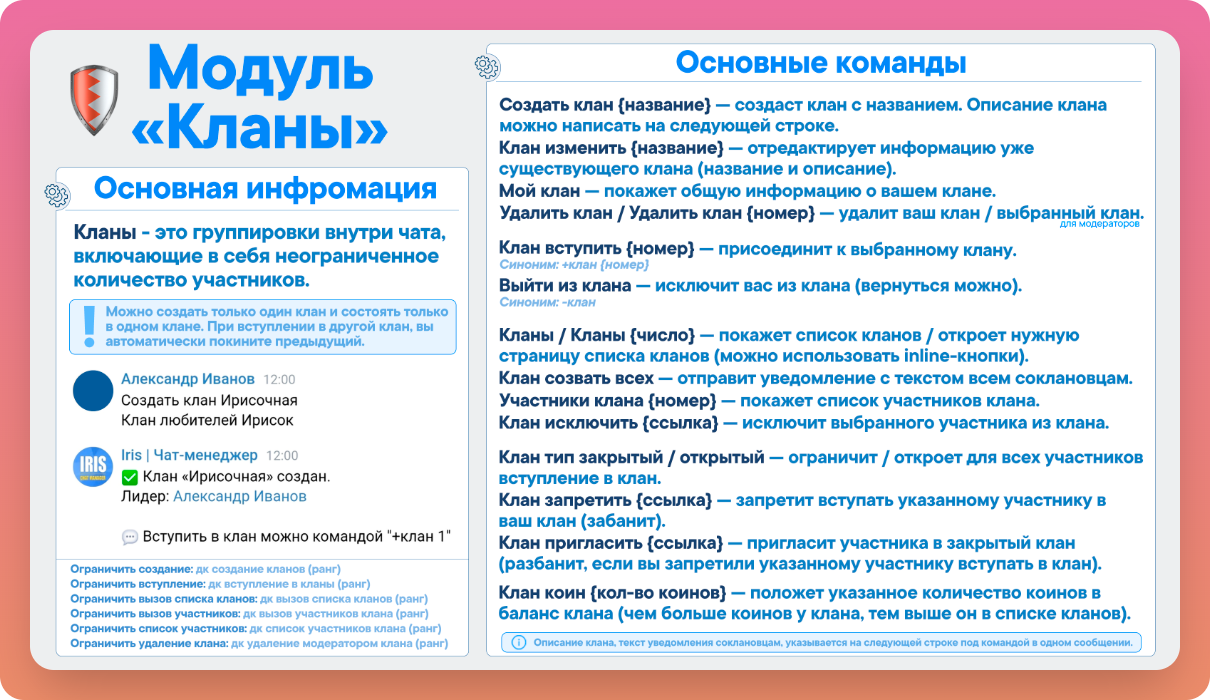 Модуль
«Кланы»
Основная инфромация
Кланы - это группировки внутри чата,
включающие в себя неограниченное
количество участников.
! Можно создать только один клан и состоять только
в одном клане. При вступлении в другой клан, вы
автоматически покините предыдущий.
Александр Иванов 12:00
Создать клан Ирисочная
Клан любителей Ирисок
IRIS
CHAT MANAGER
Iris | Чат-менеджер 12:00
✅ Клан «Ирисочная» создан.
Лидер: Александр Иванов
💬 Вступить в клан можно командой "+клан 1"
Ограничить создание: дк создание кланов (ранг)
Ограничить вступление: дк вступление в кланы (ранг)
Ограничить вызов списка кланов: дк вызов списка кланов (ранг)
Ограничить вызов участников: дк вызов участников клана (ранг)
Ограничить список участников: дк список участников клана (ранг)
Ограничить удаление клана: дк удаление модератором клана (ранг)
Основные команды
Создать клан {название} — создаст клан с названием. Описание клана
можно написать на следующей строке.
Клан изменить {название} — отредактирует информацию уже
существующего клана (название и описание).
Мой клан — покажет общую информацию о вашем клане.
Удалить клан / Удалить клан {номер} — удалит ваш клан / выбранный клан.
для модераторов
Клан вступить {номер} — присоединит к выбранному клану.
Синоним: +клан {номер}
Выйти из клана — исключит вас из клана (вернуться можно).
Синоним: -клан
Кланы / Кланы {число} — покажет список кланов / откроет нужную
страницу списка кланов (можно использовать inline-кнопки).
Клан созвать всех — отправит уведомление с текстом всем соклановцам.
Участники клана {номер} — покажет список участников клана.
Клан исключить {ссылка} — исключит выбранного участника из клана.
Клан тип закрытый / открытый — ограничит / откроет для всех участников
вступление в клан.
Клан запретить {ссылка} — запретит вступать указанному участнику в
ваш клан (забанит).
Клан пригласить {ссылка} — пригласит участника в закрытый клан
(разбанит, если вы запретили указанному участнику вступать в клан).
Клан коин {кол-во коинов} — положет указанное количество коинов в
баланс клана (чем больше коинов у клана, тем выше он в списке кланов).
Описание клана, текст уведомления соклановцам, указывается на следующей строке под командой в одном сообщении.